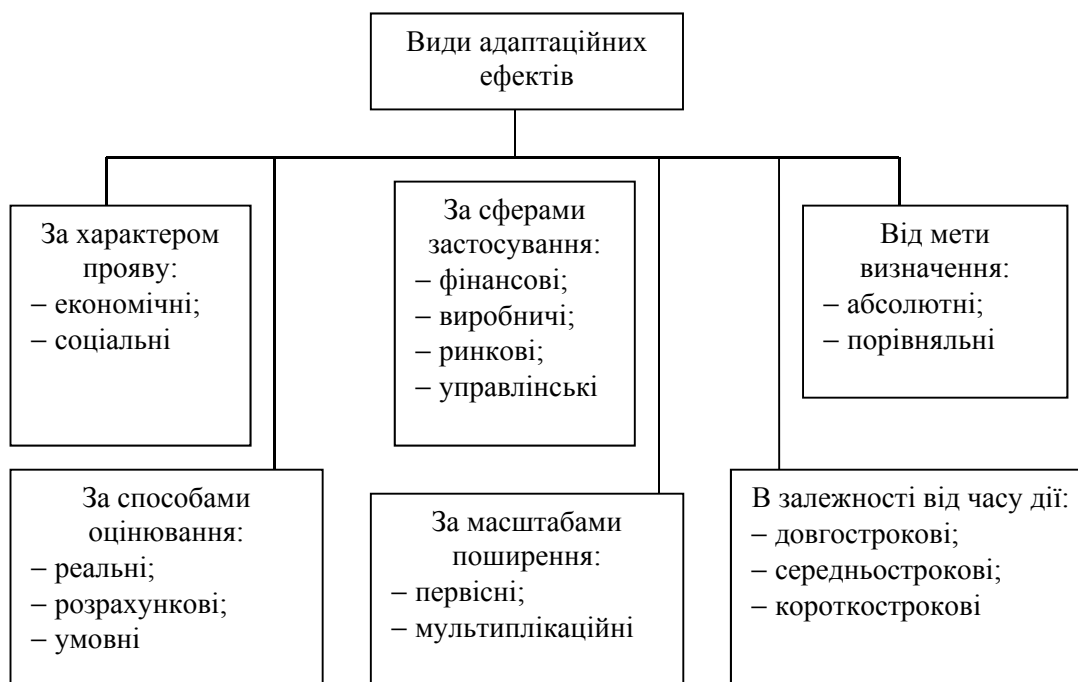 Види адаптаційних
ефектів
За характером
прояву:
– економічні;
– соціальні
За сферами
застосування:
– фінансові;
– виробничі;
– ринкові;
– управлінські
Від мети
визначення:
– абсолютні;
– порівняльні
За способами
оцінювання:
– реальні;
– розрахункові;
– умовні
За масштабами
поширення:
– первісні;
– мультиплікаційні
В залежності від часу дії:
– довгострокові;
– середньострокові;
– короткострокові